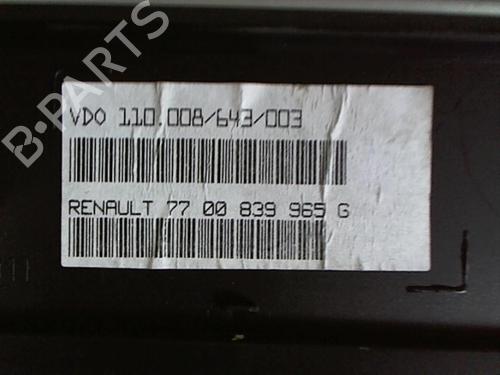 B-PARTS
VDO 110.008/643/003
RENAULT 77 00 839 965 G